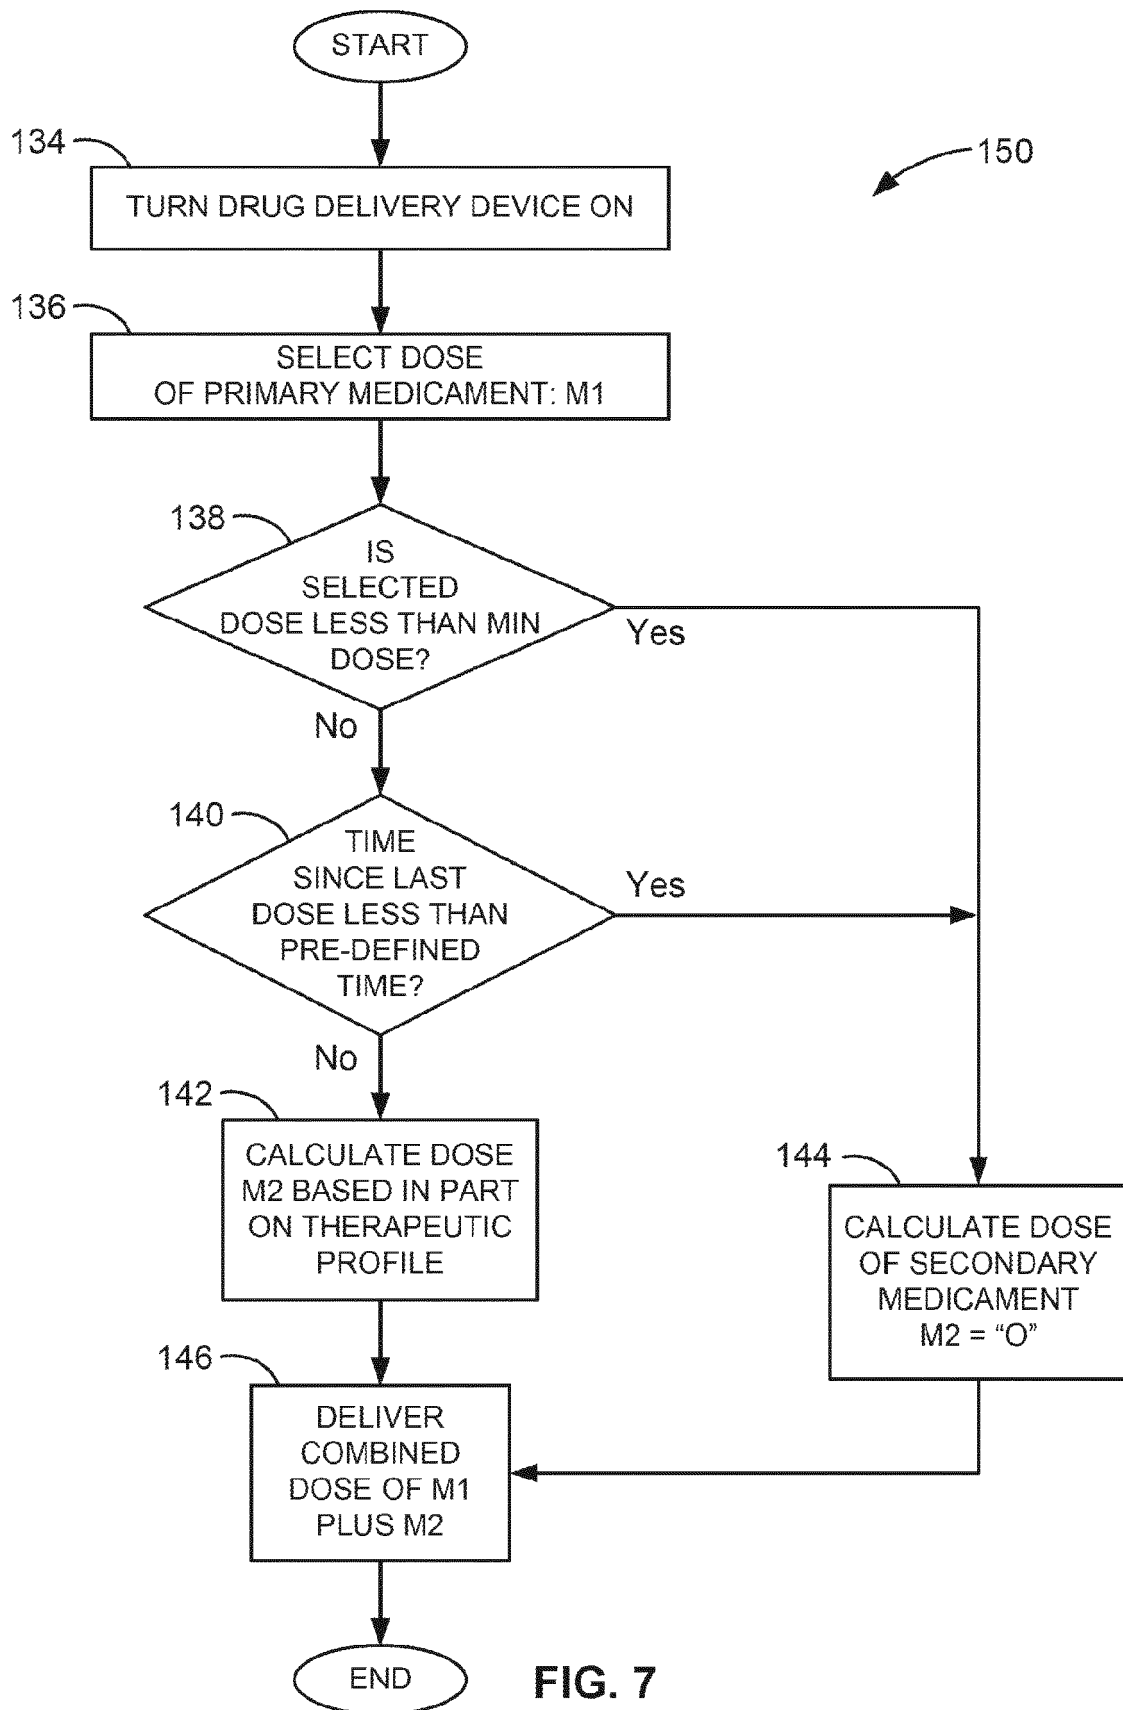 START
134
150
TURN DRUG DELIVERY DEVICE ON
136
SELECT DOSE
OF PRIMARY MEDICAMENT: M1
138
IS
SELECTED
DOSE LESS THAN MIN
DOSE?
Yes
No
140
TIME
SINCE LAST
DOSE LESS THAN
PRE-DEFINED
TIME?
Yes
No
142
CALCULATE DOSE
M2 BASED IN PART
ON THERAPEUTIC
PROFILE
144
CALCULATE DOSE
OF SECONDARY
MEDICAMENT
M2 = “O”
146
DELIVER
COMBINED
DOSE OF M1
PLUS M2
END
FIG. 7